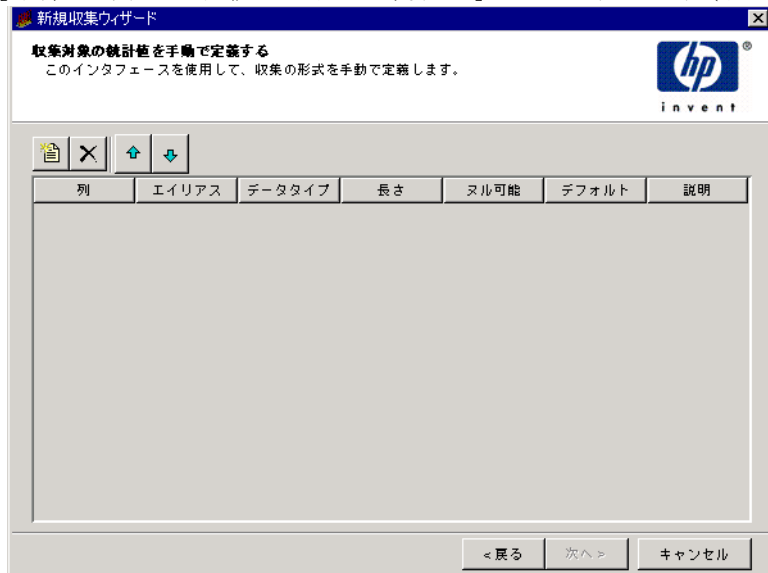 新規収集ウィザード
収集対象の統計値を手動で定義する
このインタフェースを使用して、収集の形式を手動で定義します。
hp
®
invent
列 エイリアス データタイプ 長さ ヌル可能 デフォルト 説明
<戻る 次へ> キャンセル